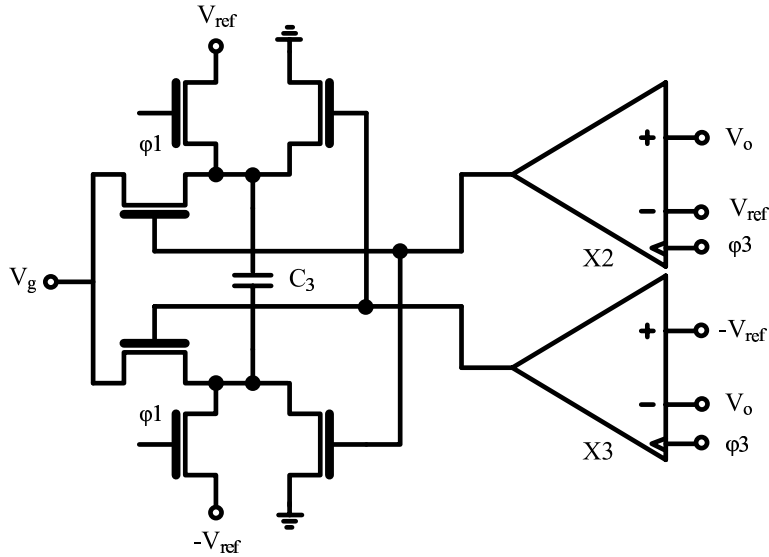 Vref
φ1
+
Vo
-
Vref
X2
φ3
Vg
C3
+
-Vref
φ1
-
Vo
X3
φ3
-Vref